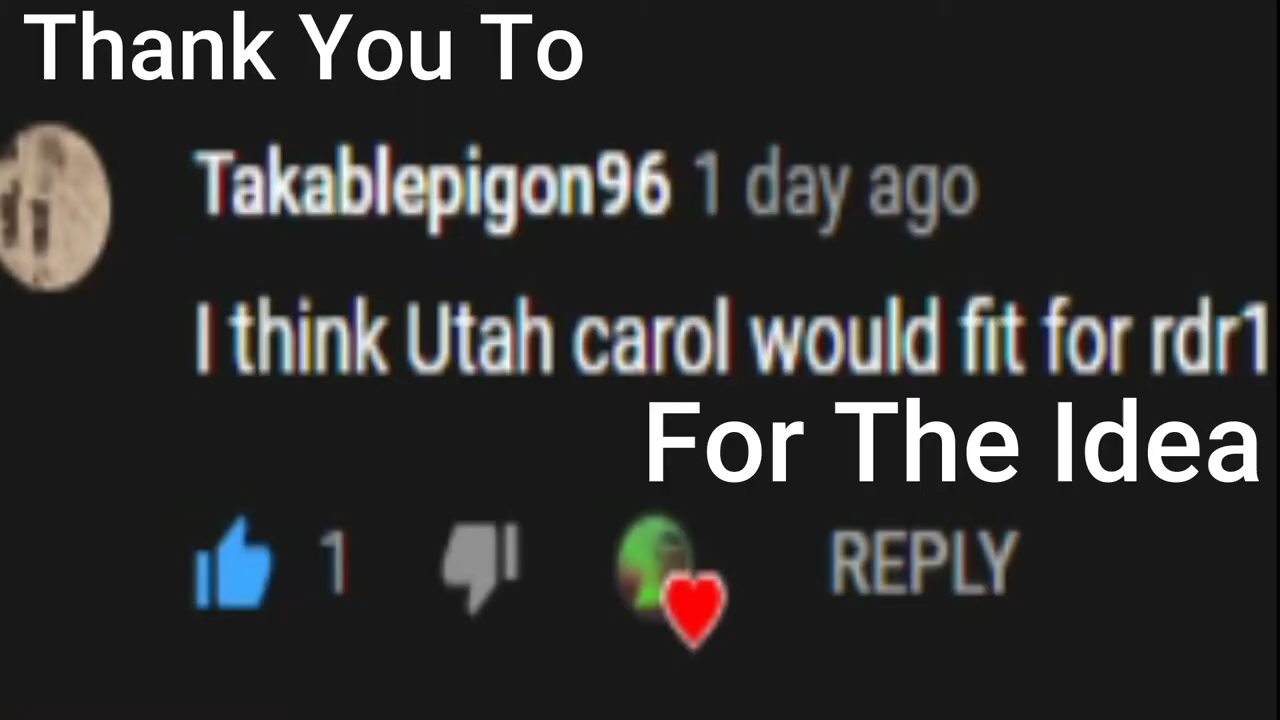 Thank You To
Takablepigon96 1 day ago
I think Utah carol would fit for rdr1
For The Idea
1 REPLY